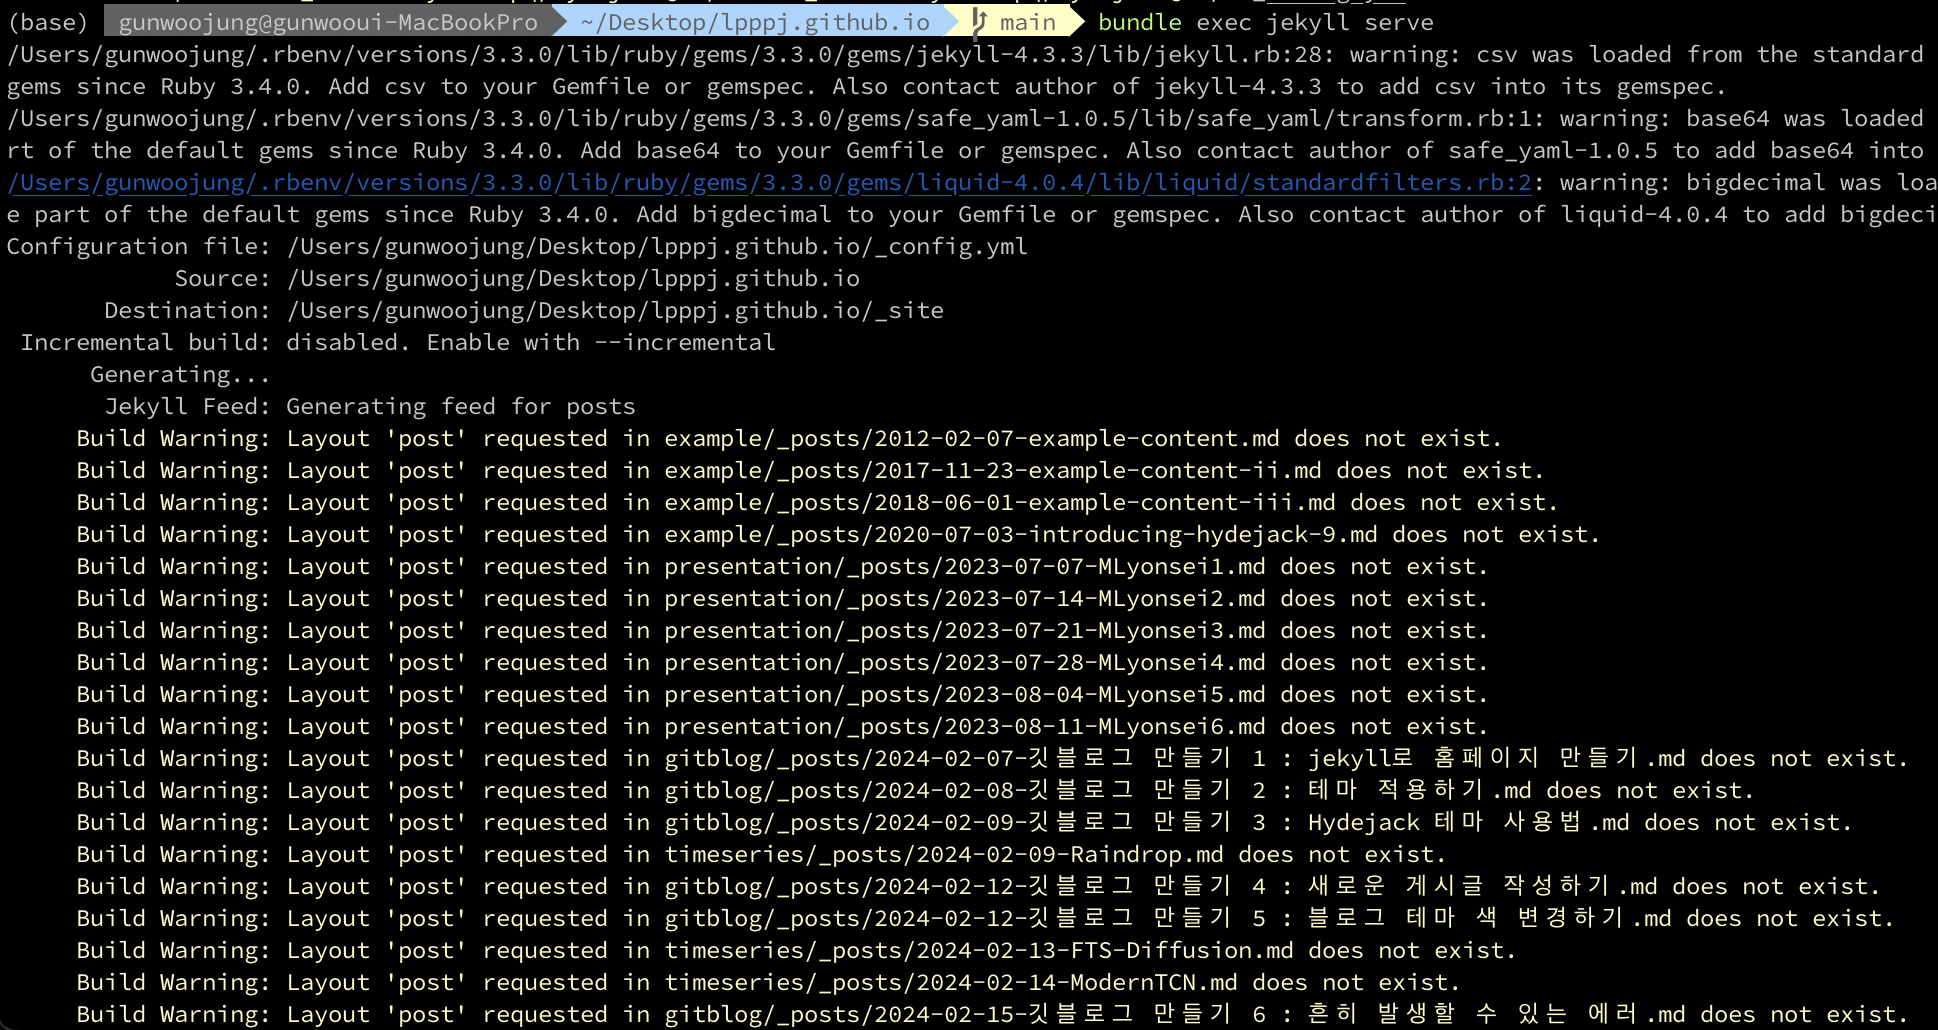 (base) gunwoojung@gunwooui-MacBookPro ~/Desktop/lpppj.github.io main bundle exec jekyll serve
/Users/gunwoojung/.rbenv/versions/3.3.0/lib/ruby/gems/3.3.0/gems/jekyll-4.3.3/lib/jekyll.rb:28: warning: csv was loaded from the standard
gems since Ruby 3.4.0. Add csv to your Gemfile or gemspec. Also contact author of jekyll-4.3.3 to add csv into its gemspec.
/Users/gunwoojung/.rbenv/versions/3.3.0/lib/ruby/gems/3.3.0/gems/safe_yaml-1.0.5/lib/safe_yaml/transform.rb:1: warning: base64 was loaded
rt of the default gems since Ruby 3.4.0. Add base64 to your Gemfile or gemspec. Also contact author of safe_yaml-1.0.5 to add base64 into
/Users/gunwoojung/.rbenv/versions/3.3.0/lib/ruby/gems/3.3.0/gems/liquid-4.0.4/lib/liquid/standardfilters.rb:2: warning: bigdecimal was loa
e part of the default gems since Ruby 3.4.0. Add bigdecimal to your Gemfile or gemspec. Also contact author of liquid-4.0.4 to add bigdeci
Configuration file: /Users/gunwoojung/Desktop/lpppj.github.io/_config.yml
Source: /Users/gunwoojung/Desktop/lpppj.github.io
Destination: /Users/gunwoojung/Desktop/lpppj.github.io/_site
Incremental build: disabled. Enable with --incremental
Generating...
Jekyll Feed: Generating feed for posts
Build Warning: Layout 'post' requested in example/_posts/2012-02-07-example-content.md does not exist.
Build Warning: Layout 'post' requested in example/_posts/2017-11-23-example-content-ii.md does not exist.
Build Warning: Layout 'post' requested in example/_posts/2018-06-01-example-content-iii.md does not exist.
Build Warning: Layout 'post' requested in example/_posts/2020-07-03-introducing-hydejack-9.md does not exist.
Build Warning: Layout 'post' requested in presentation/_posts/2023-07-07-MLyonsei1.md does not exist.
Build Warning: Layout 'post' requested in presentation/_posts/2023-07-14-MLyonsei2.md does not exist.
Build Warning: Layout 'post' requested in presentation/_posts/2023-07-21-MLyonsei3.md does not exist.
Build Warning: Layout 'post' requested in presentation/_posts/2023-07-28-MLyonsei4.md does not exist.
Build Warning: Layout 'post' requested in presentation/_posts/2023-08-04-MLyonsei5.md does not exist.
Build Warning: Layout 'post' requested in presentation/_posts/2023-08-11-MLyonsei6.md does not exist.
Build Warning: Layout 'post' requested in gitblog/_posts/2024-02-07-깃블로그 만들기 1 : jekyll로 홈페이지 만들기.md does not exist.
Build Warning: Layout 'post' requested in gitblog/_posts/2024-02-08-깃블로그 만들기 2 : 테마 적용하기.md does not exist.
Build Warning: Layout 'post' requested in gitblog/_posts/2024-02-09-깃블로그 만들기 3 : Hydejack 테마 사용법.md does not exist.
Build Warning: Layout 'post' requested in timeseries/_posts/2024-02-09-Raindrop.md does not exist.
Build Warning: Layout 'post' requested in gitblog/_posts/2024-02-12-깃블로그 만들기 4 : 새로운 게시글 작성하기.md does not exist.
Build Warning: Layout 'post' requested in gitblog/_posts/2024-02-12-깃블로그 만들기 5 : 블로그 테마 색 변경하기.md does not exist.
Build Warning: Layout 'post' requested in timeseries/_posts/2024-02-13-FTS-Diffusion.md does not exist.
Build Warning: Layout 'post' requested in timeseries/_posts/2024-02-14-ModernTCN.md does not exist.
Build Warning: Layout 'post' requested in gitblog/_posts/2024-02-15-깃블로그 만들기 6 : 흔히 발생할 수 있는 에러.md does not exist.